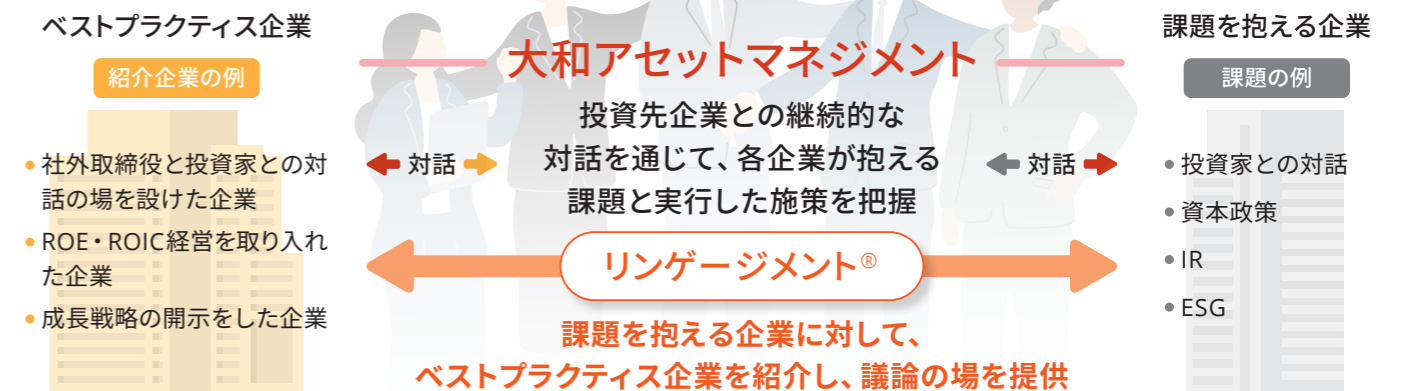 ベストプラクティス企業
紹介企業の例
• 社外取締役と投資家との対
話の場を設けた企業
• ROE・ROIC経営を取り入れ
た企業
• 成長戦略の開示をした企業
対話
大和アセットマネジメント
投資先企業との継続的な
対話を通じて、各企業が抱える
課題と実行した施策を把握
リンゲージメント®
課題を抱える企業に対して、
ベストプラクティス企業を紹介し、議論の場を提供
対話
課題を抱える企業
課題の例
• 投資家との対話
• 資本政策
• IR
• ESG